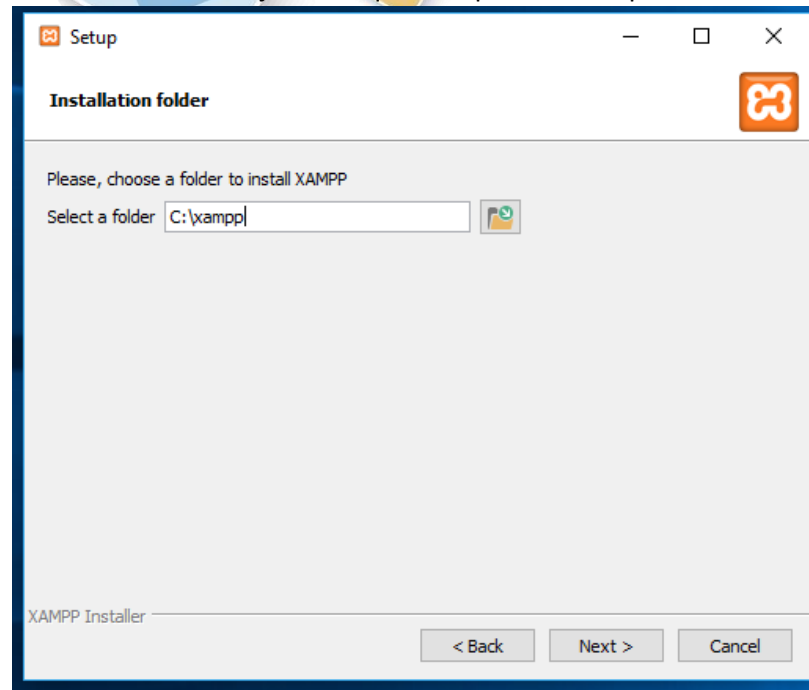 Setup
Installation folder
Please, choose a folder to install XAMPP
Select a folder C:\xampp
XAMPP Installer
< Back Next > Cancel